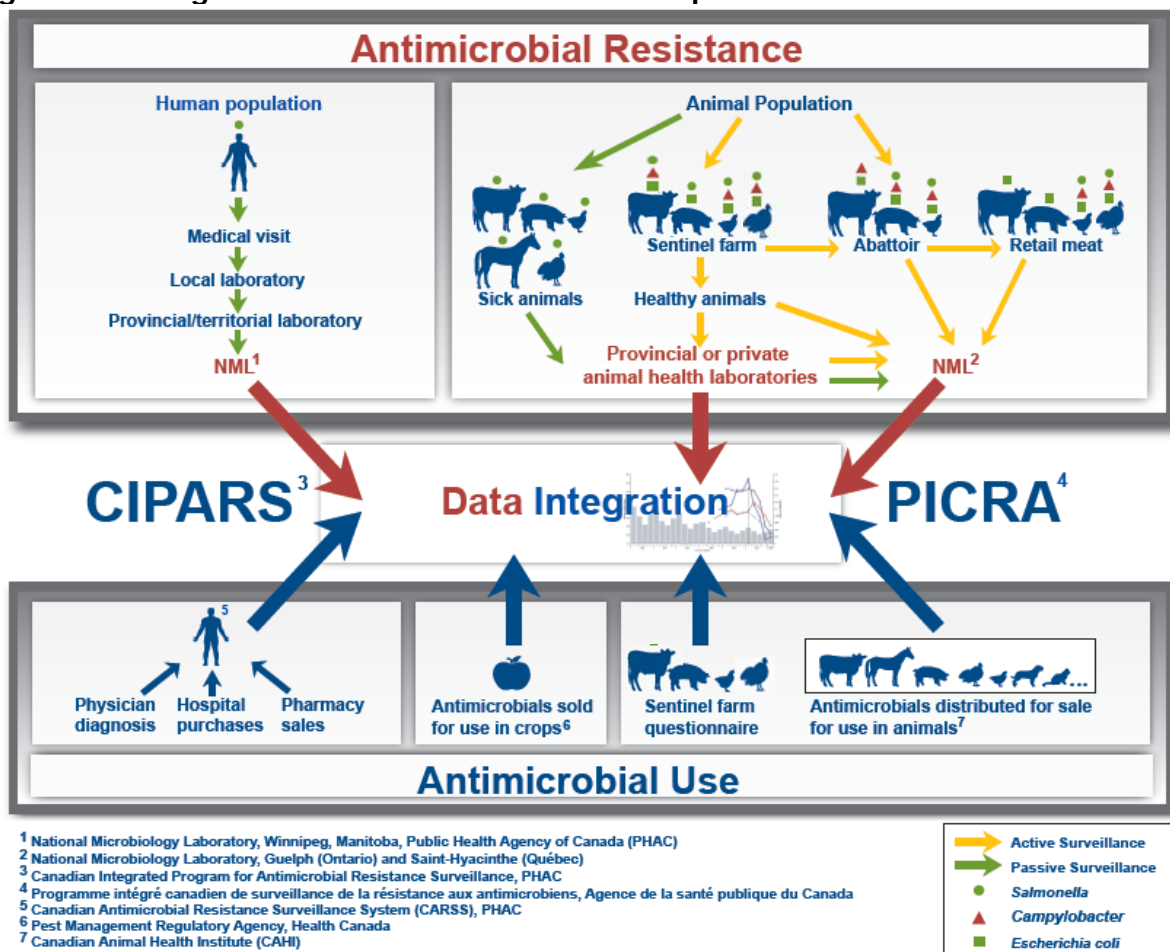 Antimicrobial Resistance
Human population
Medical visit
Local laboratory
Provincial/territorial laboratory
NML1
Animal Population
Sick animals
Sentinel farm
Abattoir
Retail meat
Healthy animals
Provincial or private
animal health laboratories
NML2
CIPARS3
Data Integration
PICRA4
5
Physician
diagnosis
Hospital
purchases
Pharmacy
sales
Antimicrobials sold
for use in crops6
Sentinel farm
questionnaire
...
Antimicrobials distributed for sale
for use in animals7
Antimicrobial Use
1 National Microbiology Laboratory, Winnipeg, Manitoba, Public Health Agency of Canada (PHAC)
2 National Microbiology Laboratory, Guelph (Ontario) and Saint-Hyacinthe (Québec)
3 Canadian Integrated Program for Antimicrobial Resistance Surveillance, PHAC
4 Programme intégré canadien de surveillance de la résistance aux antimicrobiens, Agence de la santé publique du Canada
5 Canadian Antimicrobial Resistance Surveillance System (CARSS), PHAC
6 Pest Management Regulatory Agency, Health Canada
7 Canadian Animal Health Institute (CAHI)
Active Surveillance
Passive Surveillance
Salmonella
Campylobacter
Escherichia coli